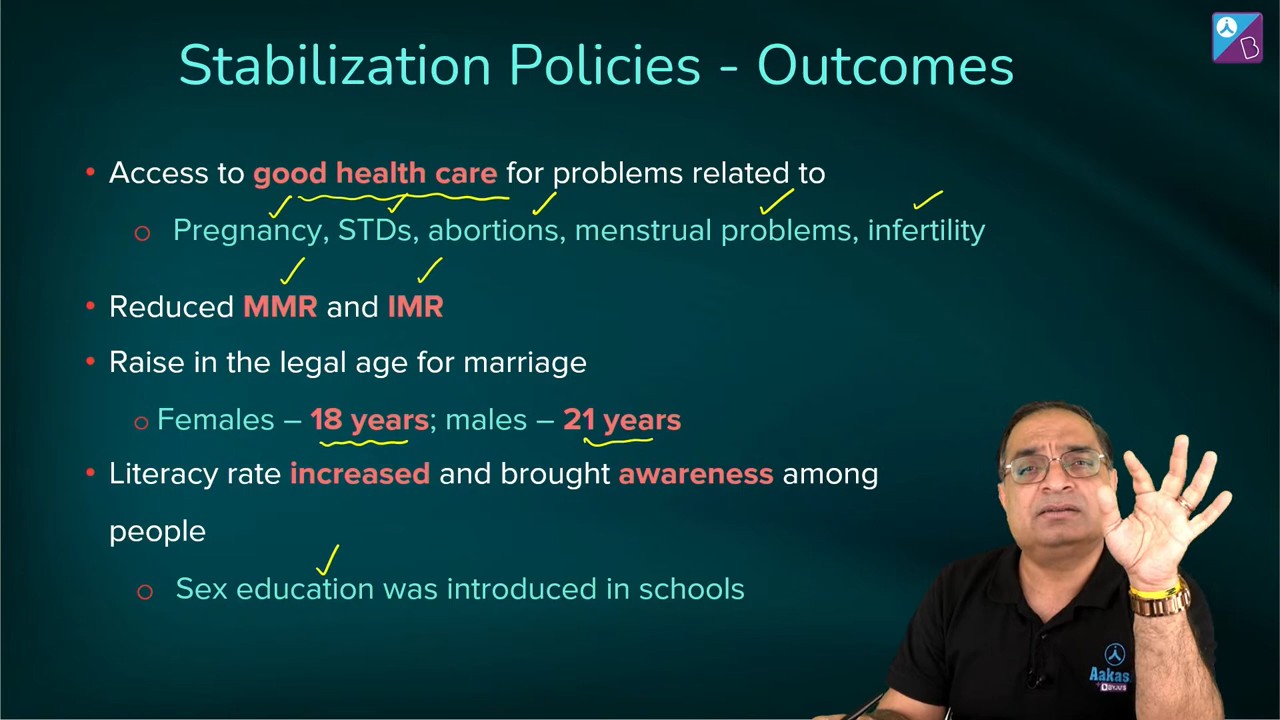 Stabilization Policies - Outcomes
• Access to good health care for problems related to
o Pregnancy, STDs, abortions, menstrual problems, infertility
• Reduced MMR and IMR
• Raise in the legal age for marriage
o Females – 18 years; males – 21 years
• Literacy rate increased and brought awareness among
people
o Sex education was introduced in schools
B
Aakas
BYJU'S